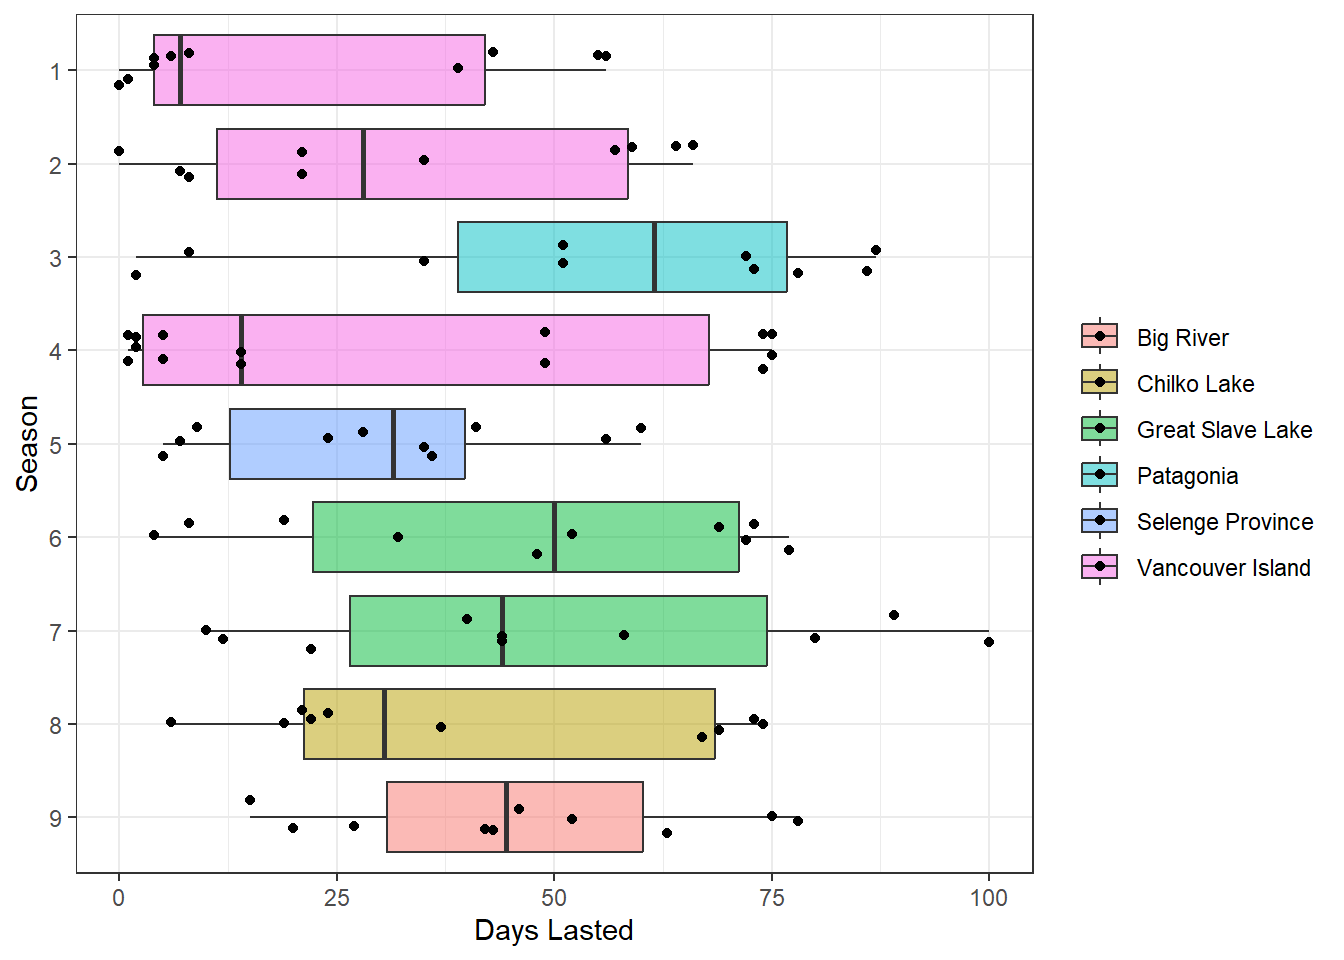 Season
1
2
3
4
5
6
7
8
9
0 25 50 75 100
Days Lasted
Big River
Chilko Lake
Great Slave Lake
Patagonia
Selenge Province
Vancouver Island